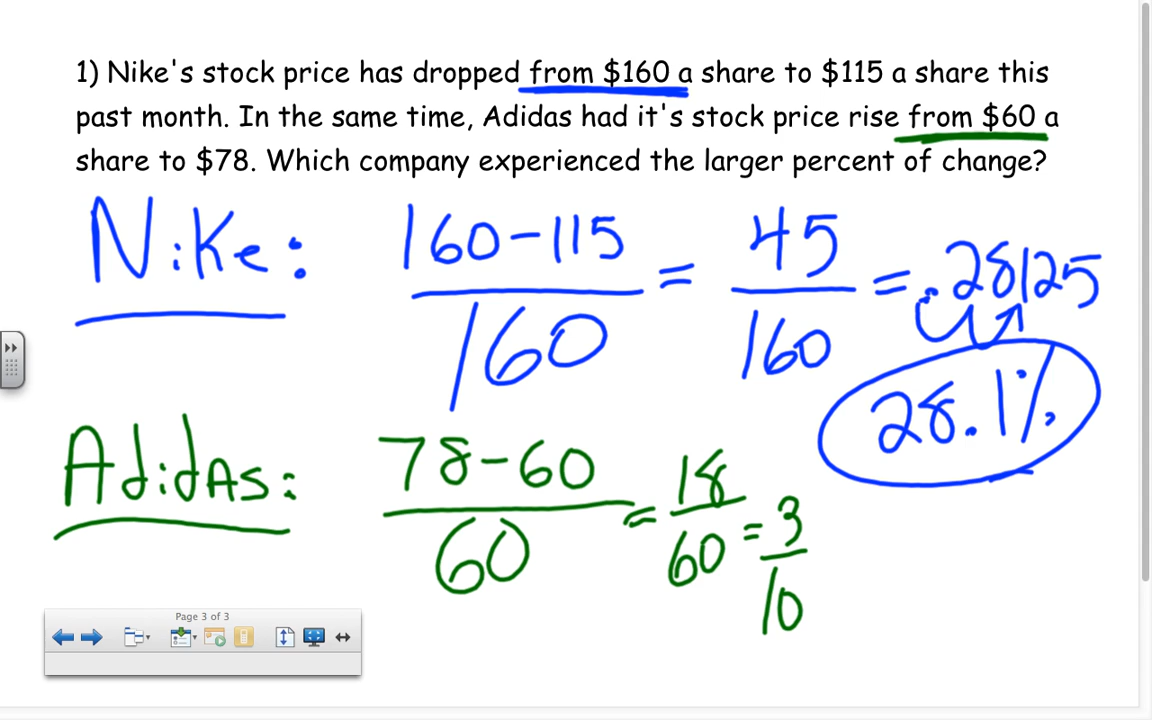 1) Nike's stock price has dropped from $160 a share to $115 a share this
past month. In the same time, Adidas had it's stock price rise from $60 a
share to $78. Which company experienced the larger percent of change?
Nike: 160-115/160 = 45/160 = .28125
28.1%
Adidas: 78-60/60 = 18/60 = 3/10
Page 3 of 3